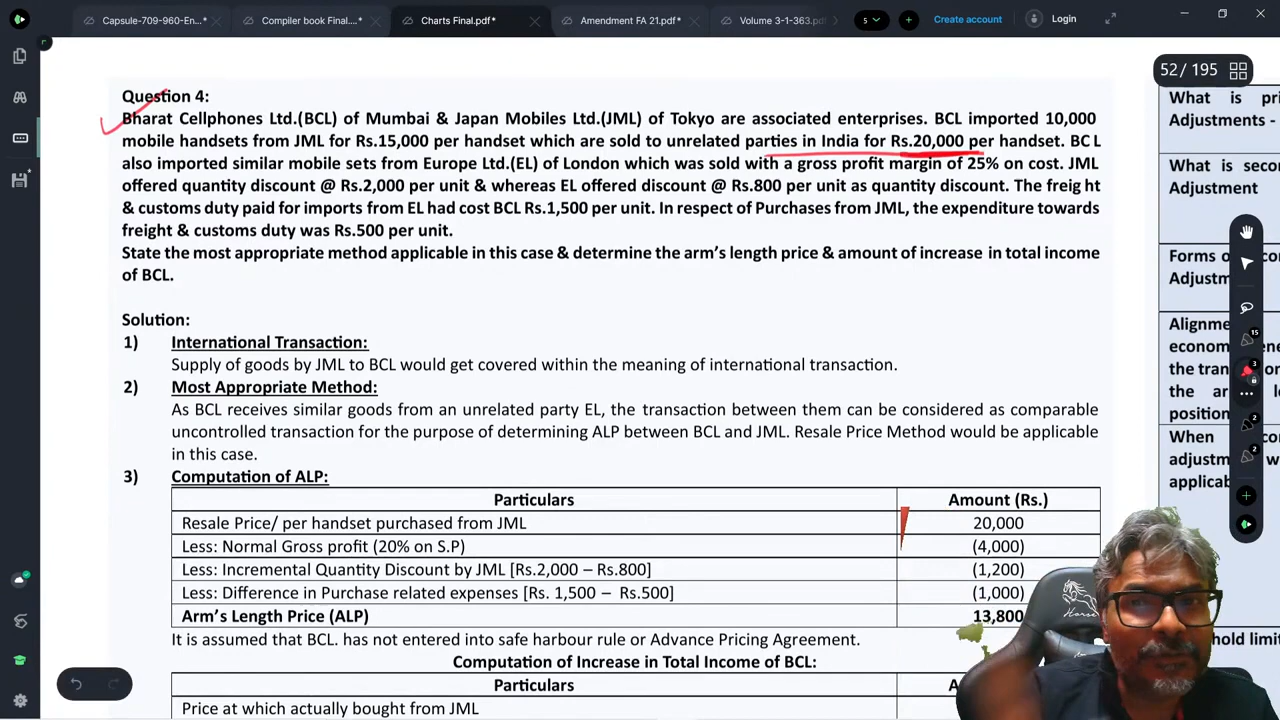 Capsule-709-960-En...*
Compiler book Final....*
Charts Final.pdf*
Amendment FA 21.pdf*
Volume 3-1-363.pdf
5
Create account
Login
52/ 195
Question 4:
Bharat Cellphones Ltd.(BCL) of Mumbai & Japan Mobiles Ltd.(JML) of Tokyo are associated enterprises. BCL imported 10,000
mobile handsets from JML for Rs.15,000 per handset which are sold to unrelated parties in India for Rs.20,000 per handset. BC L
also imported similar mobile sets from Europe Ltd.(EL) of London which was sold with a gross profit margin of 25% on cost. JML
offered quantity discount @ Rs.2,000 per unit & whereas EL offered discount @ Rs.800 per unit as quantity discount. The freig ht
& customs duty paid for imports from EL had cost BCL Rs.1,500 per unit. In respect of Purchases from JML, the expenditure towards
freight & customs duty was Rs.500 per unit.
State the most appropriate method applicable in this case & determine the arm's length price & amount of increase in total income
of BCL.
Solution:
1) International Transaction:
Supply of goods by JML to BCL would get covered within the meaning of international transaction.
2) Most Appropriate Method:
As BCL receives similar goods from an unrelated party EL, the transaction between them can be considered as comparable
uncontrolled transaction for the purpose of determining ALP between BCL and JML. Resale Price Method would be applicable
in this case.
3) Computation of ALP:
Particulars Amount (Rs.)
Resale Price/ per handset purchased from JML 20,000
Less: Normal Gross profit (20% on S.P) (4,000)
Less: Incremental Quantity Discount by JML [Rs.2,000 – Rs.800] (1,200)
Less: Difference in Purchase related expenses [Rs. 1,500 – Rs.500] (1,000)
Arm's Length Price (ALP) 13,800
It is assumed that BCL. has not entered into safe harbour rule or Advance Pricing Agreement.
Computation of Increase in Total Income of BCL:
Particulars
Price at which actually bought from JML
What is
Adjustments -
What is
Adjustment
Forms
Adjustm
the
the
When
15
3
2
2